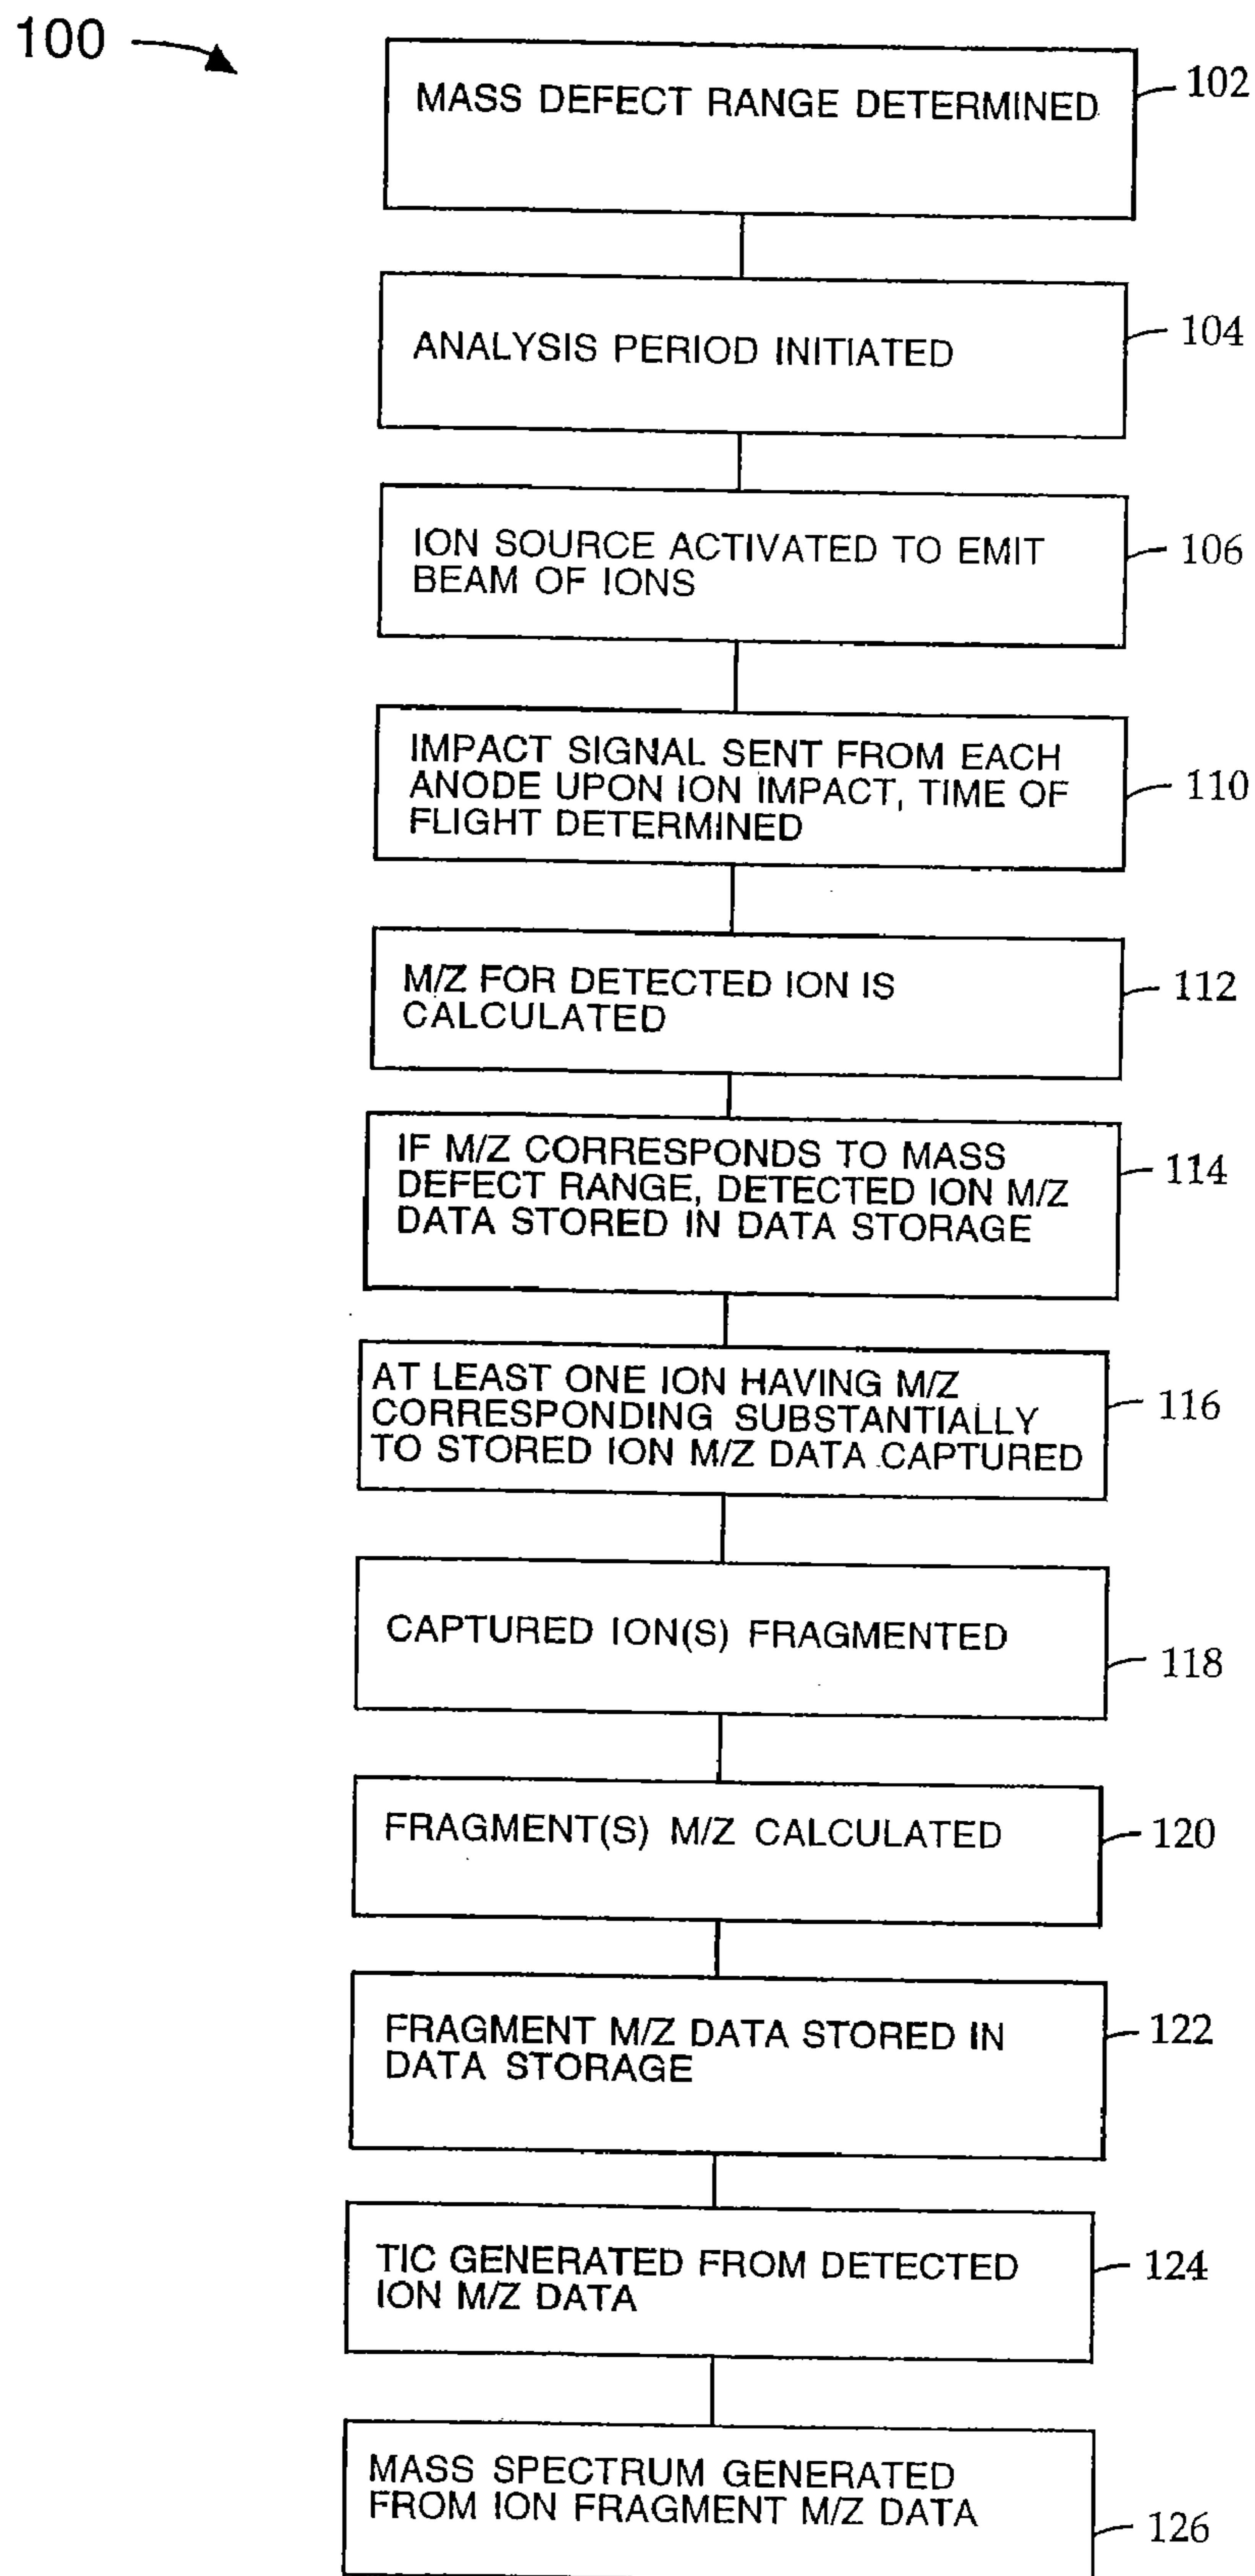 100
MASS DEFECT RANGE DETERMINED
102
ANALYSIS PERIOD INITIATED
104
ION SOURCE ACTIVATED TO EMIT
BEAM OF IONS
106
IMPACT SIGNAL SENT FROM EACH
ANODE UPON ION IMPACT, TIME OF
FLIGHT DETERMINED
110
M/Z FOR DETECTED ION IS
CALCULATED
112
IF M/Z CORRESPONDS TO MASS
DEFECT RANGE, DETECTED ION M/Z
DATA STORED IN DATA STORAGE
114
AT LEAST ONE ION HAVING M/Z
CORRESPONDING SUBSTANTIALLY
TO STORED ION M/Z DATA CAPTURED
116
CAPTURED ION(S) FRAGMENTED
118
FRAGMENT(S) M/Z CALCULATED
120
FRAGMENT M/Z DATA STORED IN
DATA STORAGE
122
TIC GENERATED FROM DETECTED
ION M/Z DATA
124
MASS SPECTRUM GENERATED
FROM ION FRAGMENT M/Z DATA
126